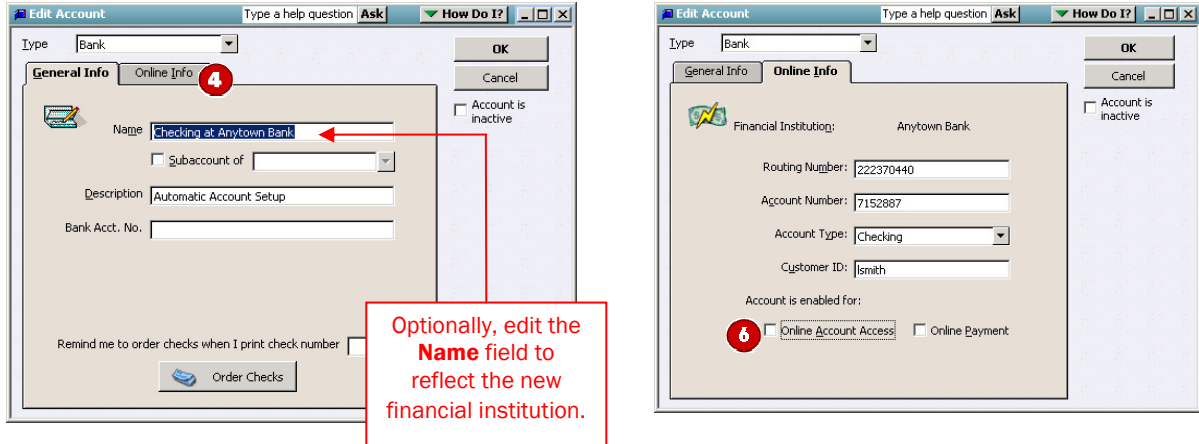 Edit Account Type a help question Ask How Do I?
Type Bank
OK
General Info Online Info 4
Cancel
Account is
inactive
Name Checking at Anytown Bank
Subaccount of
Description Automatic Account Setup
Bank Acct. No.
Remind me to order checks when I print check number
Order Checks
Optionally, edit the
Name field to
reflect the new
financial institution.
Edit Account Type a help question Ask How Do I?
Type Bank
OK
General Info Online Info
Cancel
Account is
inactive
Financial Institution: Anytown Bank
Routing Number: 222370440
Account Number: 7152887
Account Type: Checking
Customer ID: lsmith
Account is enabled for:
6 Online Account Access Online Payment